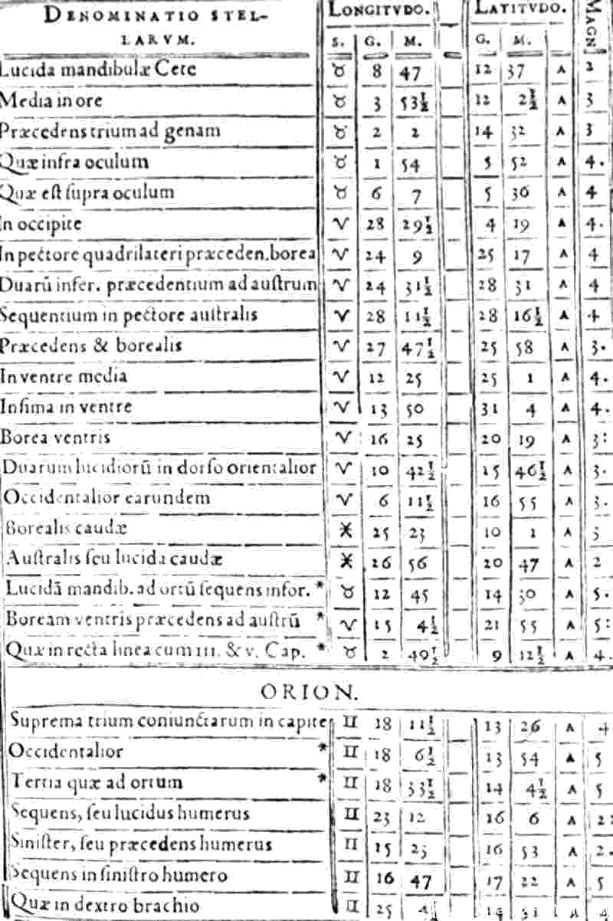 DENOMINATIO STEL- LONGITVDO. LATITVDO. MAGN
LARVM. S. G. M. G. M.
Lucida mandibulæ Cete ♉ 8 47 12 37 A 2
Media in ore ♉ 3 53½ 12 2½ A 3
Præcedens trium ad genam ♉ 2 2 14 32 A 3
Quæ infra oculum ♉ 1 54 5 52 A 4.
Quæ eſt ſupra oculum ♉ 6 7 5 36 A 4
In occipite ♈ 28 29½ 4 19 A 4.
In pectore quadrilateri præceden.borea ♈ 24 9 25 17 A 4
Duarū infer. præcedentium ad auſtrum ♈ 24 31½ 28 31 A 4
Sequentium in pectore auſtralis ♈ 28 11½ 28 16½ A 4
Præcedens & borealis ♈ 27 47½ 25 58 A 3.
In ventre media ♈ 12 25 25 1 A 4.
Infima in ventre ♈ 13 50 31 4 A 4.
Borea ventris ♈ 16 25 20 19 A 3:
Duarum lucidiorū in dorſo orientalior ♈ 10 42½ 15 46½ A 3.
Occidentalior earundem ♈ 6 11½ 16 55 A 3.
Borealis caudæ ♓ 25 23 10 1 A 3
Auſtralis ſeu lucida caudæ ♓ 26 56 20 47 A 2
Lucidā mandib. ad ortū ſequens infor. * ♉ 12 45 14 30 A 5.
Boream ventris præcedens ad auſtrū * ♈ 15 4½ 21 55 A 5:
Quæ in recta linea cum III. & V. Cap. * ♉ 2 49½ 9 12½ A 4.
ORION.
Suprema trium coniunctarum in capite ♊ 18 11½ 13 26 A 4
Occidentalior * ♊ 18 6½ 13 54 A 5
Tertia quæ ad ortum * ♊ 18 33½ 14 4½ A 5
Sequens, ſeu lucidus humerus ♊ 23 12 16 6 A 2:
Siniſter, ſeu præcedens humerus ♊ 15 23 16 53 A 2.
Sequens in ſiniſtro humero ♊ 16 47 17 22 A 5
Quæ in dextro brachio ♊ 25 14 A